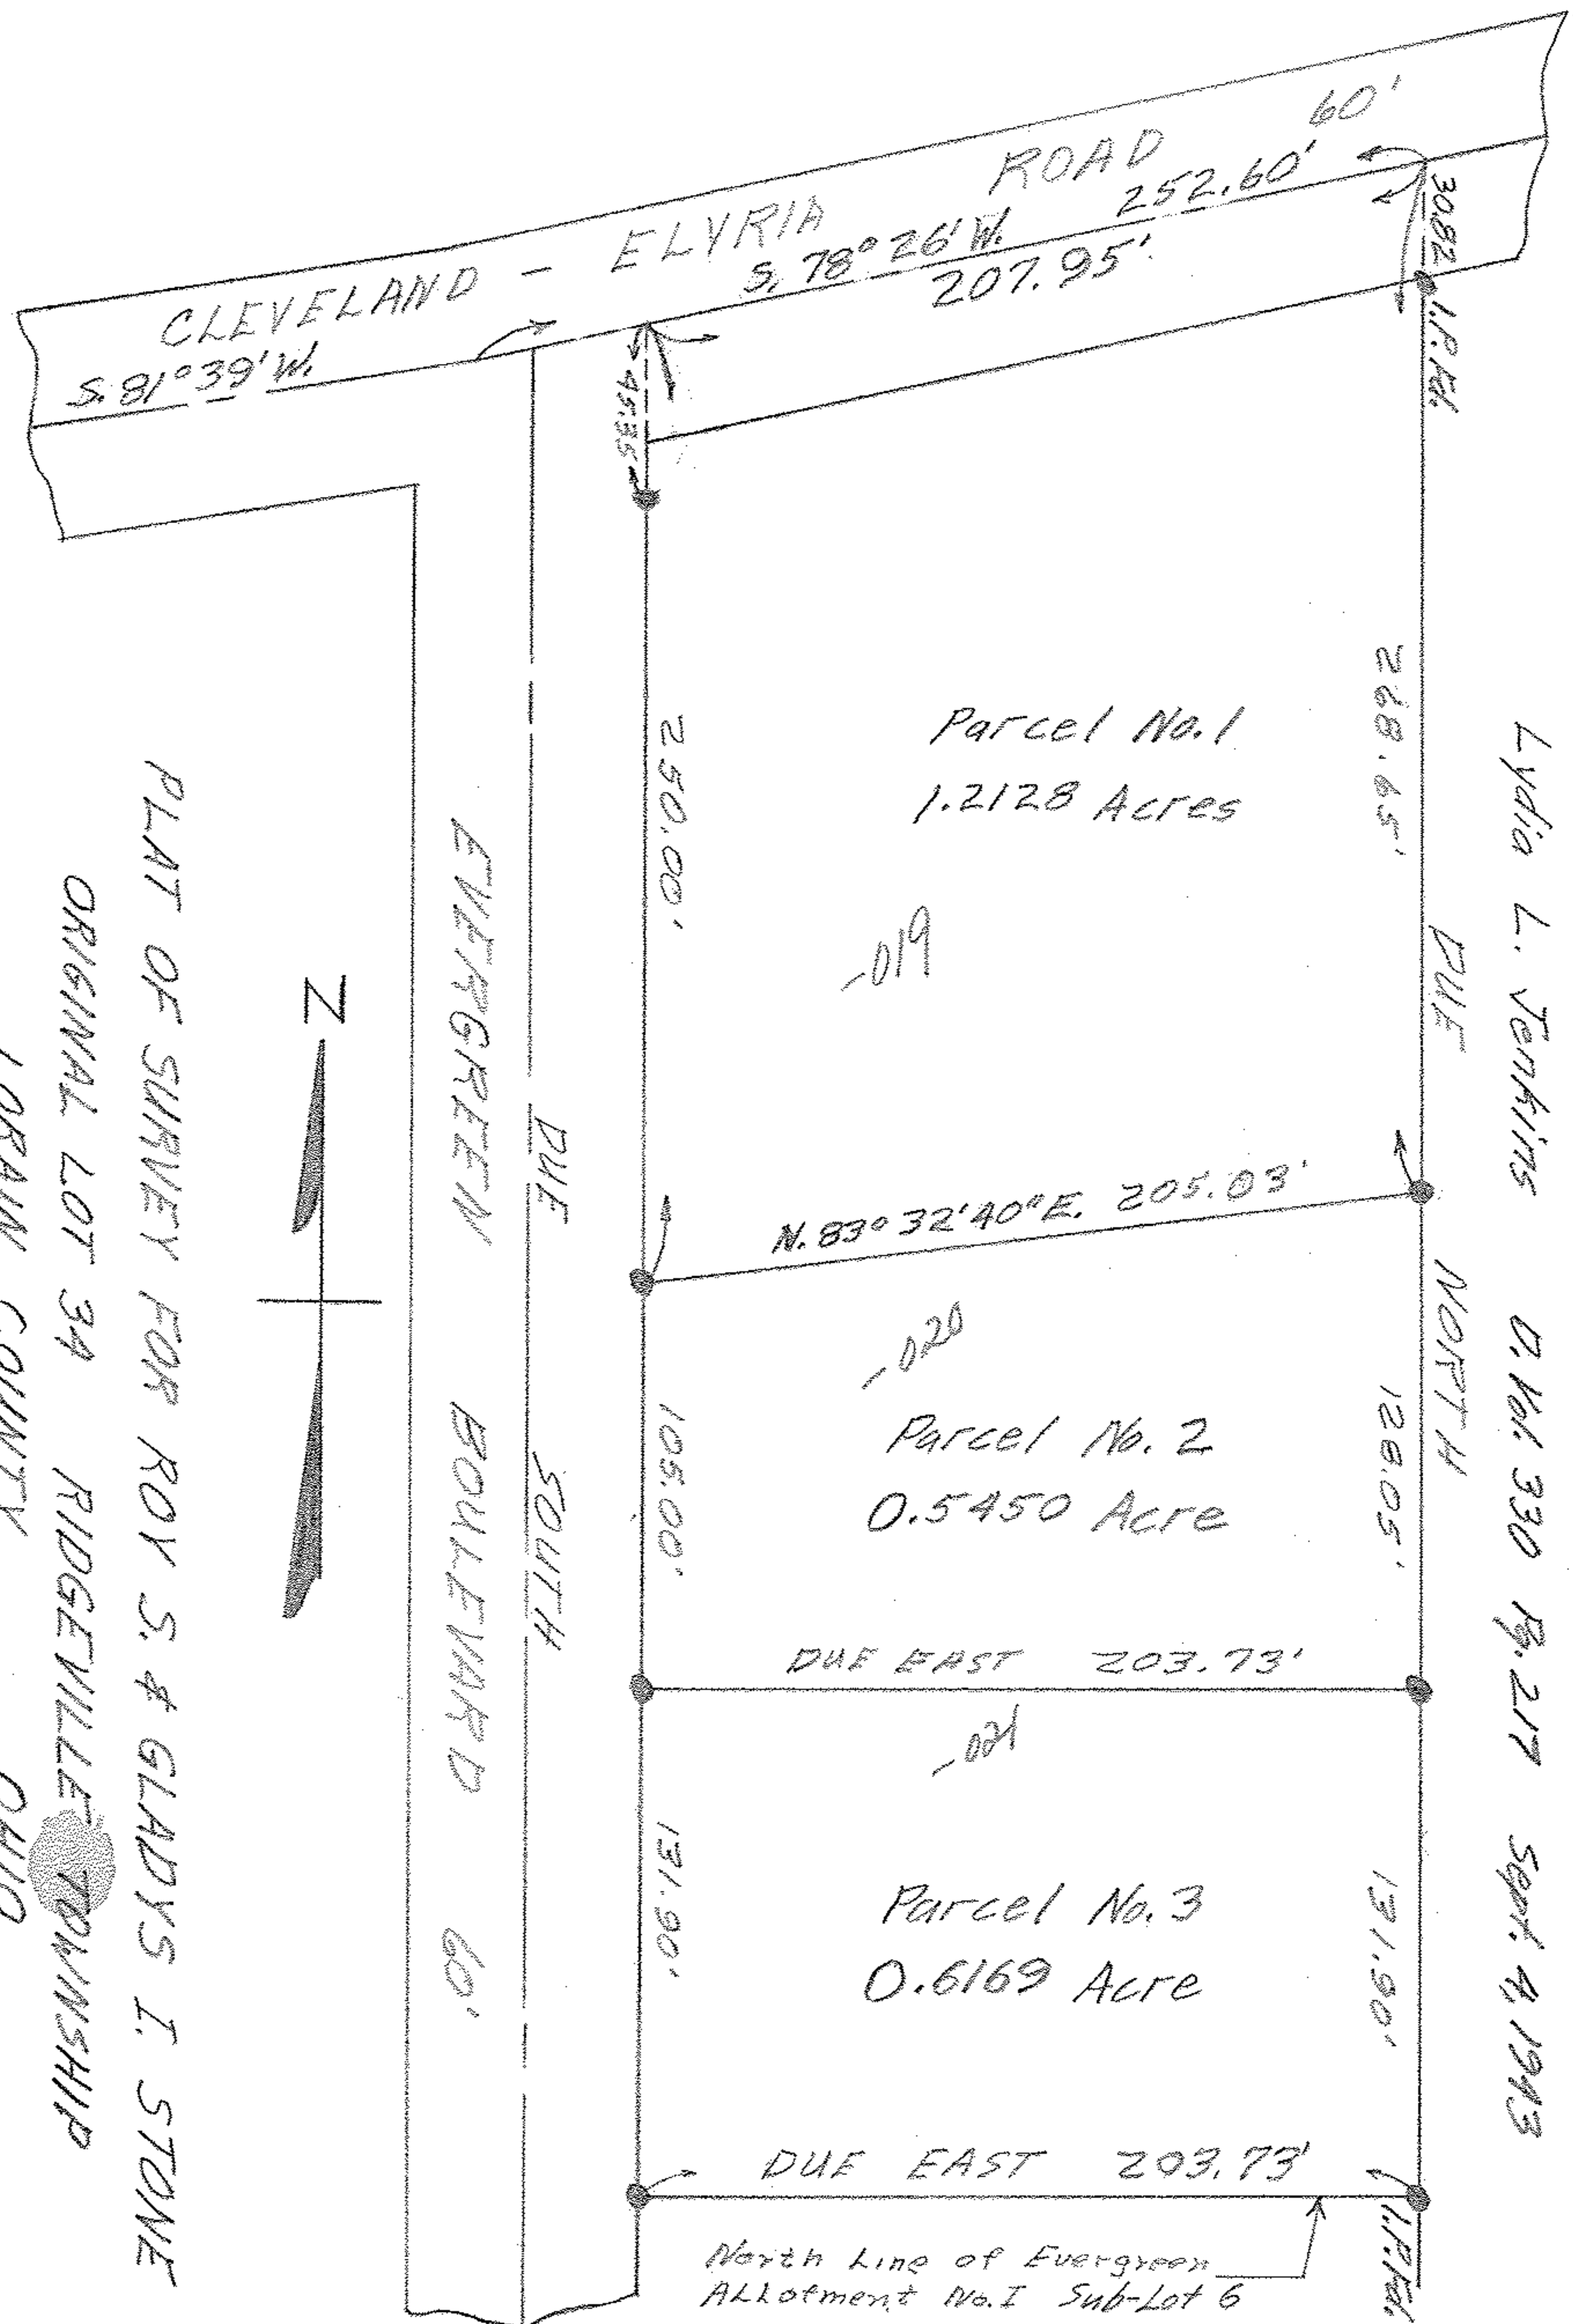 CLEVELAND - ELYRIA ROAD 60'
S. 81° 39' W.
S. 78° 26' W. 252.60'
207.95'
30.82
I.P. Fd.
45.35
Parcel No. 1
1.2128 Acres
-019
250.00'
268.65'
DUE NORTH
N. 83° 32' 40" E. 205.03'
-020
Parcel No. 2
0.5450 Acre
105.00'
128.05'
DUE EAST 203.73'
-021
Parcel No. 3
0.6169 Acre
131.90'
131.90'
DUE EAST 203.73'
I.P. Fd.
North Line of Evergreen
ALLotment No. I Sub-Lot 6
Lydia L. Jenkins D. Vol. 330 Pg. 217 Sept. 4, 1943
DUE SOUTH
EVERGREEN BOULEVARD 60'
N
PLAT OF SURVEY FOR ROY S. & GLADYS I. STONE
ORIGINAL LOT 34 RIDGEVILLE TOWNSHIP
LORAIN COUNTY OHIO